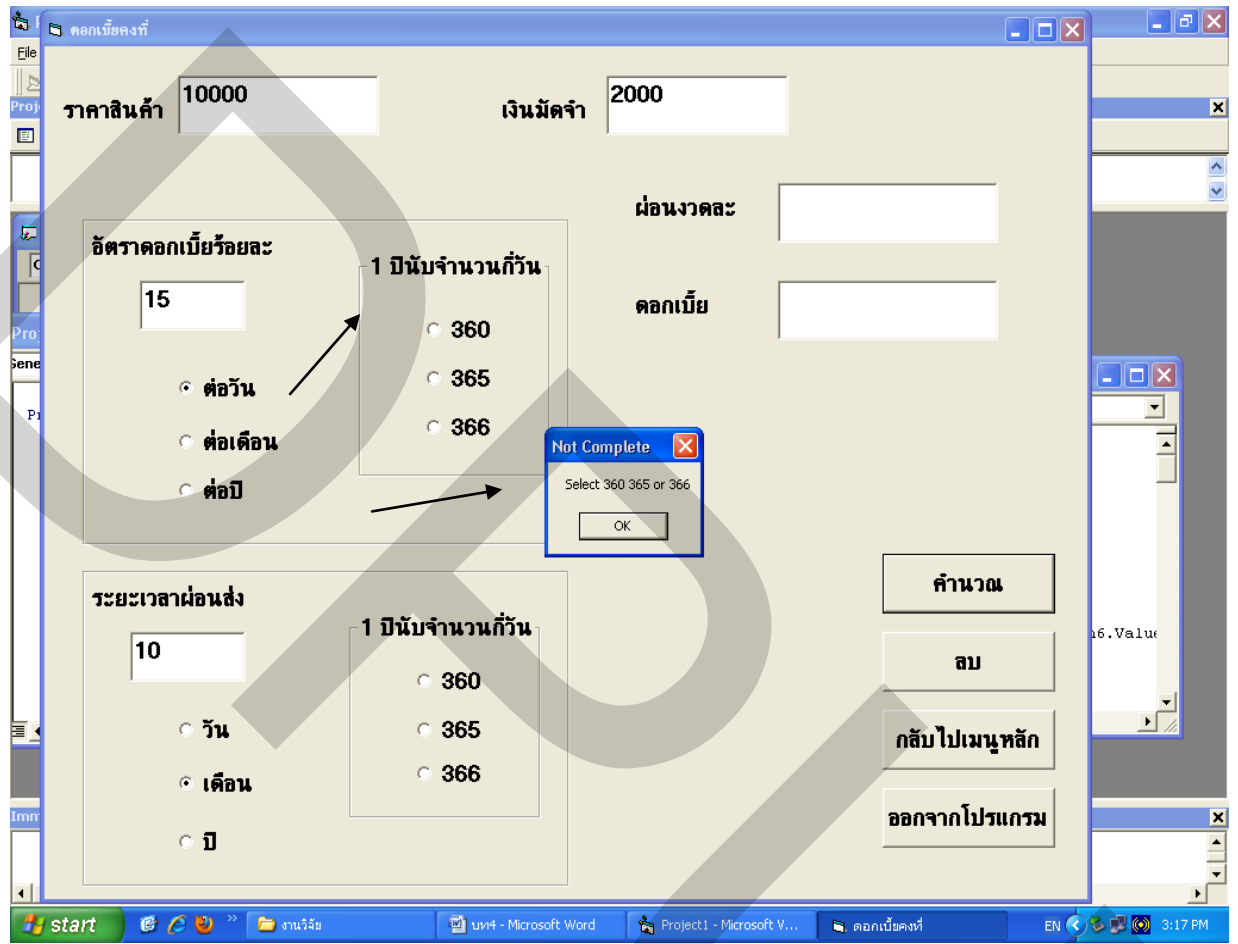 ดอกเบี้ยคงที่
File
Proj
ราคาสินค้า 10000
เงินมัดจำ 2000
ผ่อนงวดละ
อัตราดอกเบี้ยร้อยละ
15
1 ปีนับจำนวนกี่วัน
ดอกเบี้ย
360
365
366
ต่อวัน
ต่อเดือน
ต่อปี
Not Complete
Select 360 365 or 366
OK
ระยะเวลาผ่อนส่ง
10
1 ปีนับจำนวนกี่วัน
360
365
366
วัน
เดือน
ปี
คำนวณ
ลบ
กลับไปเมนูหลัก
ออกจากโปรแกรม
n6.Value
Imm
start
งานวิจัย
บท4 - Microsoft Word
Project1 - Microsoft V...
ดอกเบี้ยคงที่
EN
3:17 PM